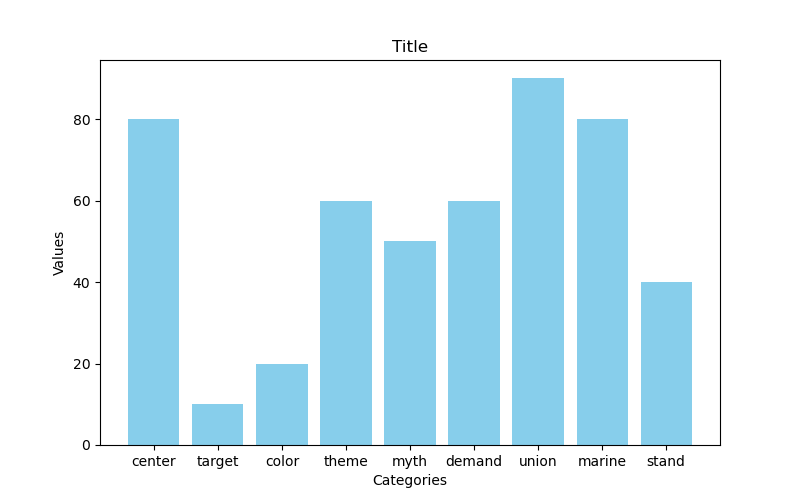 Title
Values
80
60
40
20
0
center target color theme myth demand union marine stand
Categories